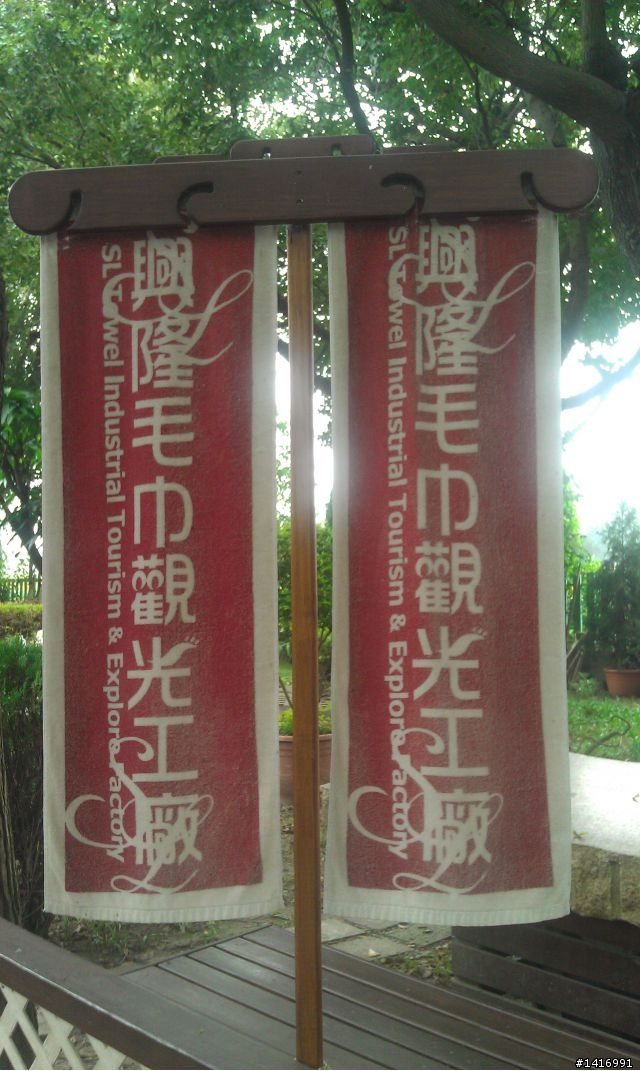 興隆毛巾觀光工廠
SL Towel Industrial Tourism & Explore Factory
興隆毛巾觀光工廠
SL Towel Industrial Tourism & Explore Factory
#1416991